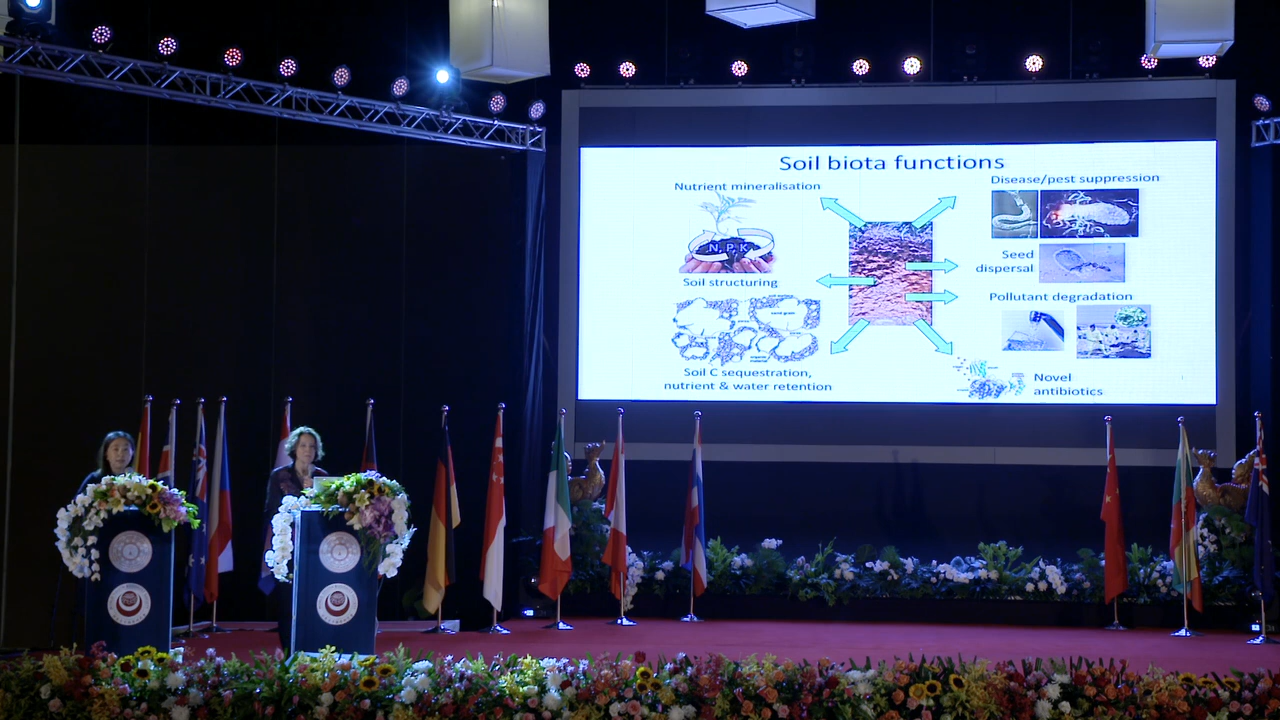 Soil biota functions
Nutrient mineralisation
N, P, K
Soil structuring
Soil C sequestration,
nutrient & water retention
Disease/pest suppression
Seed
dispersal
Pollutant degradation
Novel
antibiotics